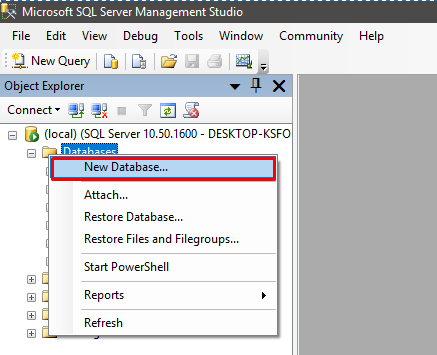 Microsoft SQL Server Management Studio
File Edit View Debug Tools Window Community Help
New Query
Object Explorer
Connect
(local) (SQL Server 10.50.1600 - DESKTOP-KSFO
Databases
New Database...
Attach...
Restore Database...
Restore Files and Filegroups...
Start PowerShell
Reports
Refresh